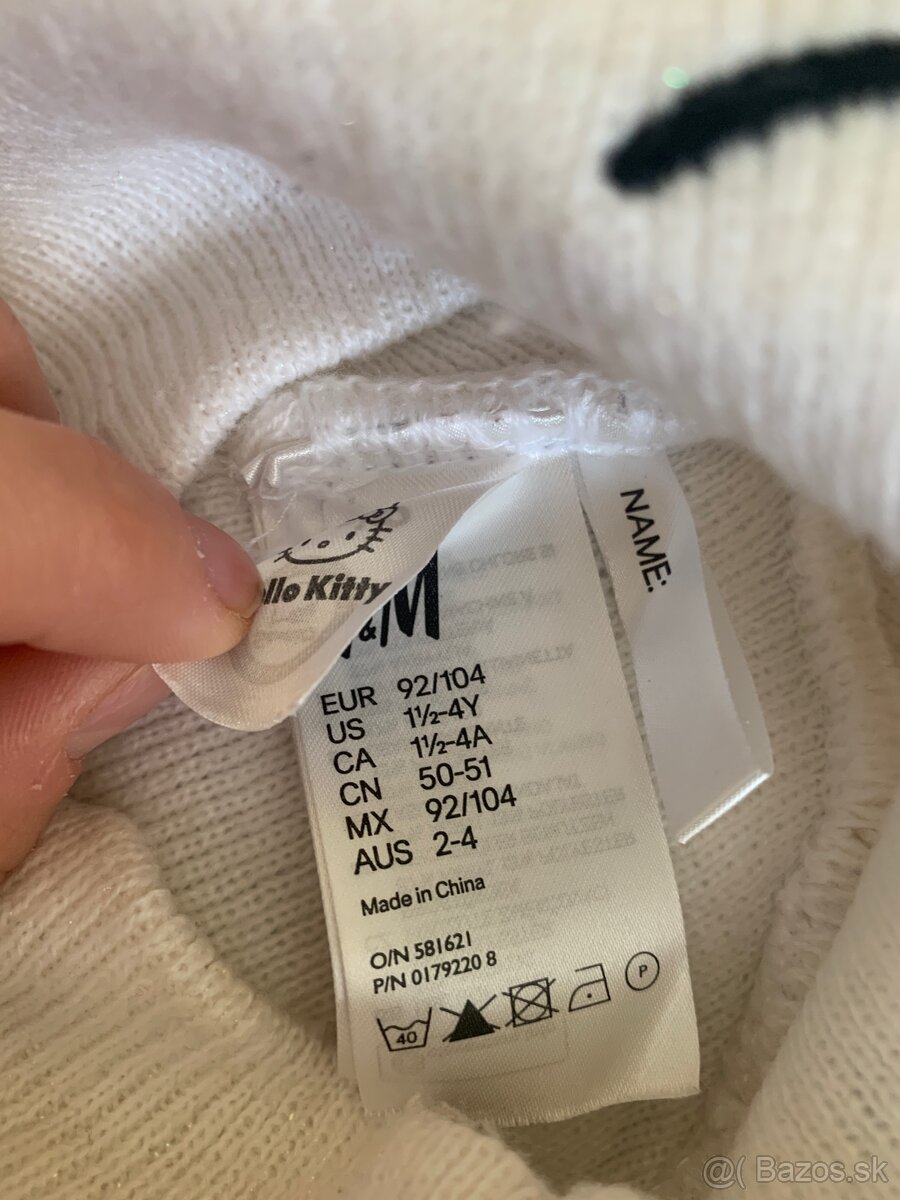 NAME:
llo Kitty
&M
EUR 92/104
US 1½-4Y
CA 1½-4A
CN 50-51
MX 92/104
AUS 2-4
Made in China
O/N 581621
P/N 0179220 8
40 P
@( Bazos.sk